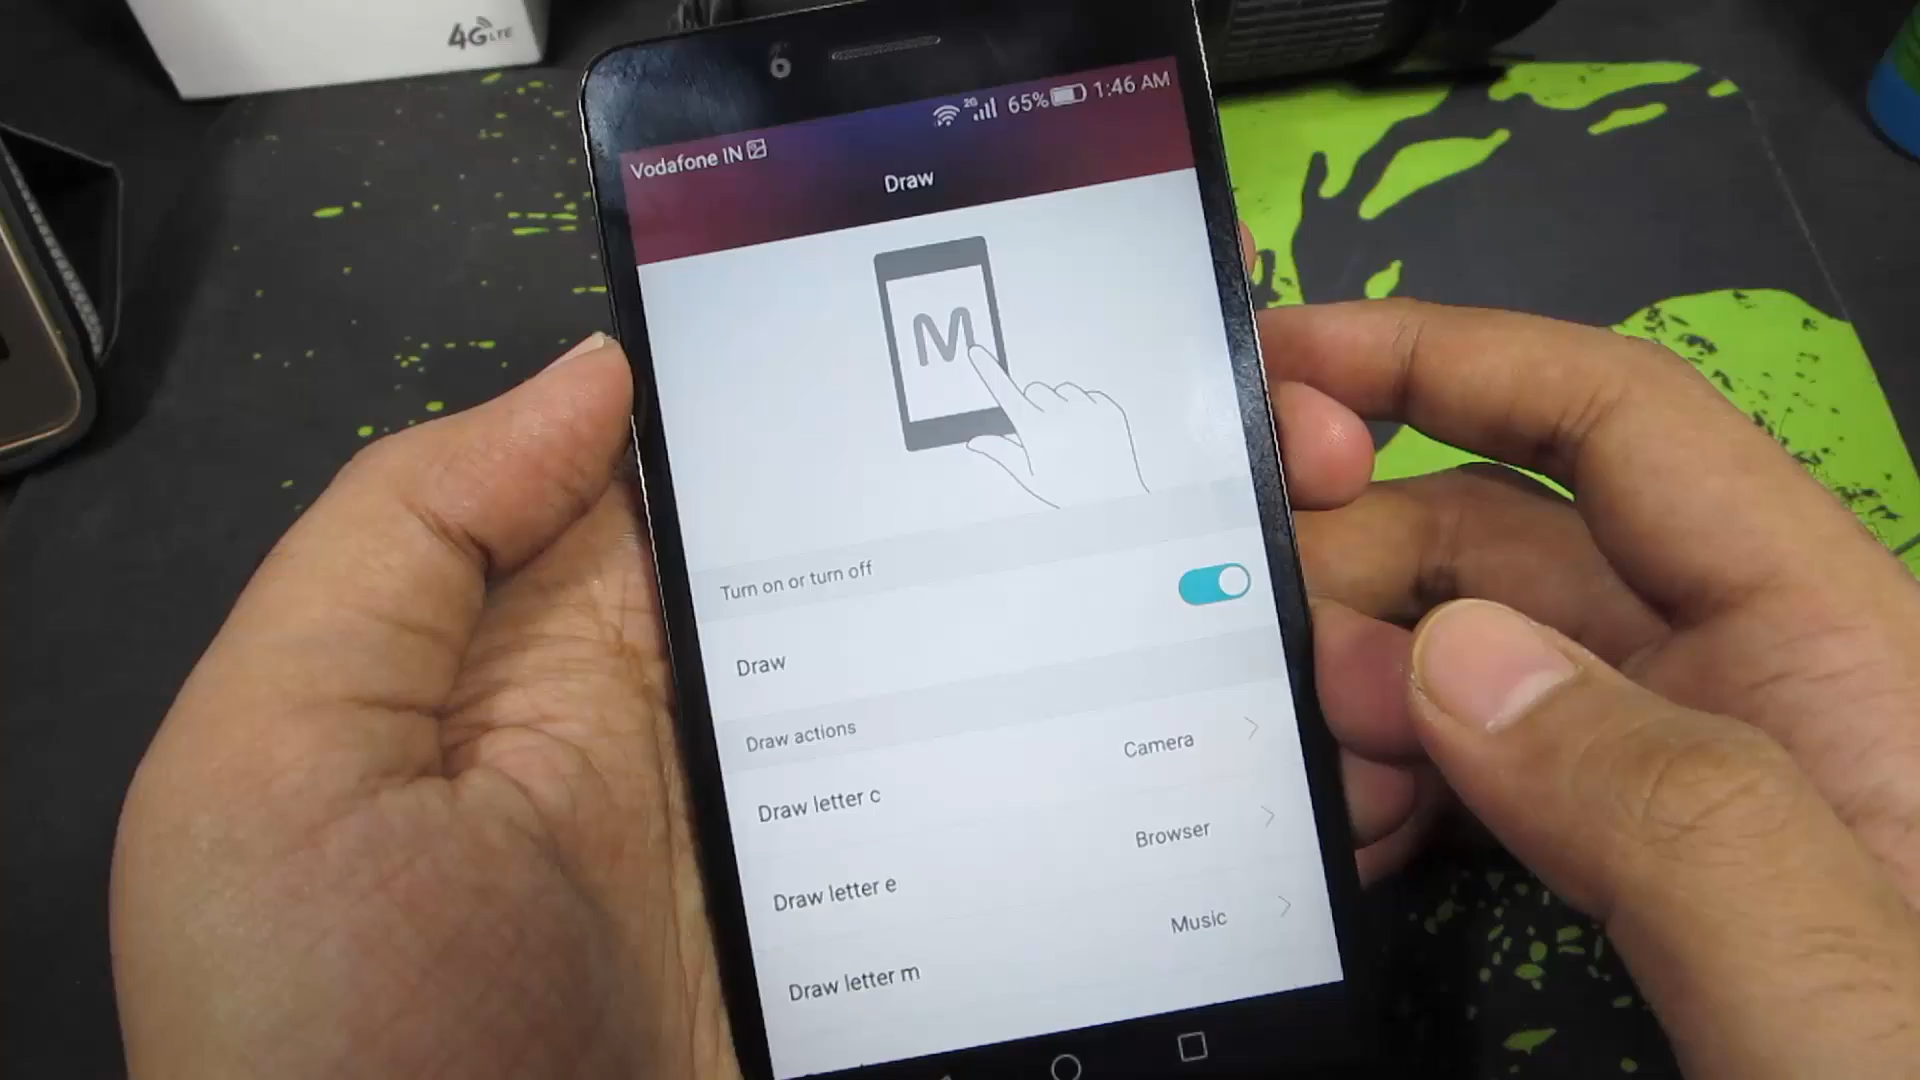 4G LTE
2G 65% 1:46 AM
Vodafone IN
Draw
M
Turn on or turn off
Draw
Draw actions
Draw letter c Camera
Draw letter e Browser
Draw letter m Music